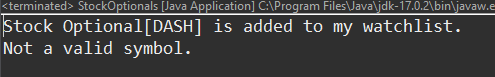 <terminated> StockOptionals [Java Application] C:\Program Files\Java\jdk-17.0.2\bin\javaw.e
Stock Optional[DASH] is added to my watchlist.
Not a valid symbol.